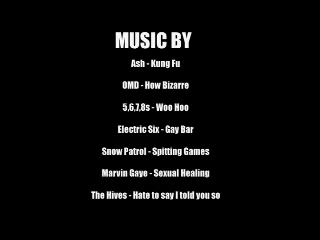 MUSIC BY
Ash - Kung Fu
OMD - How Bizarre
5,6,7,8s - Woo Hoo
Electric Six - Gay Bar
Snow Patrol - Spitting Games
Marvin Gaye - Sexual Healing
The Hives - Hate to say I told you so